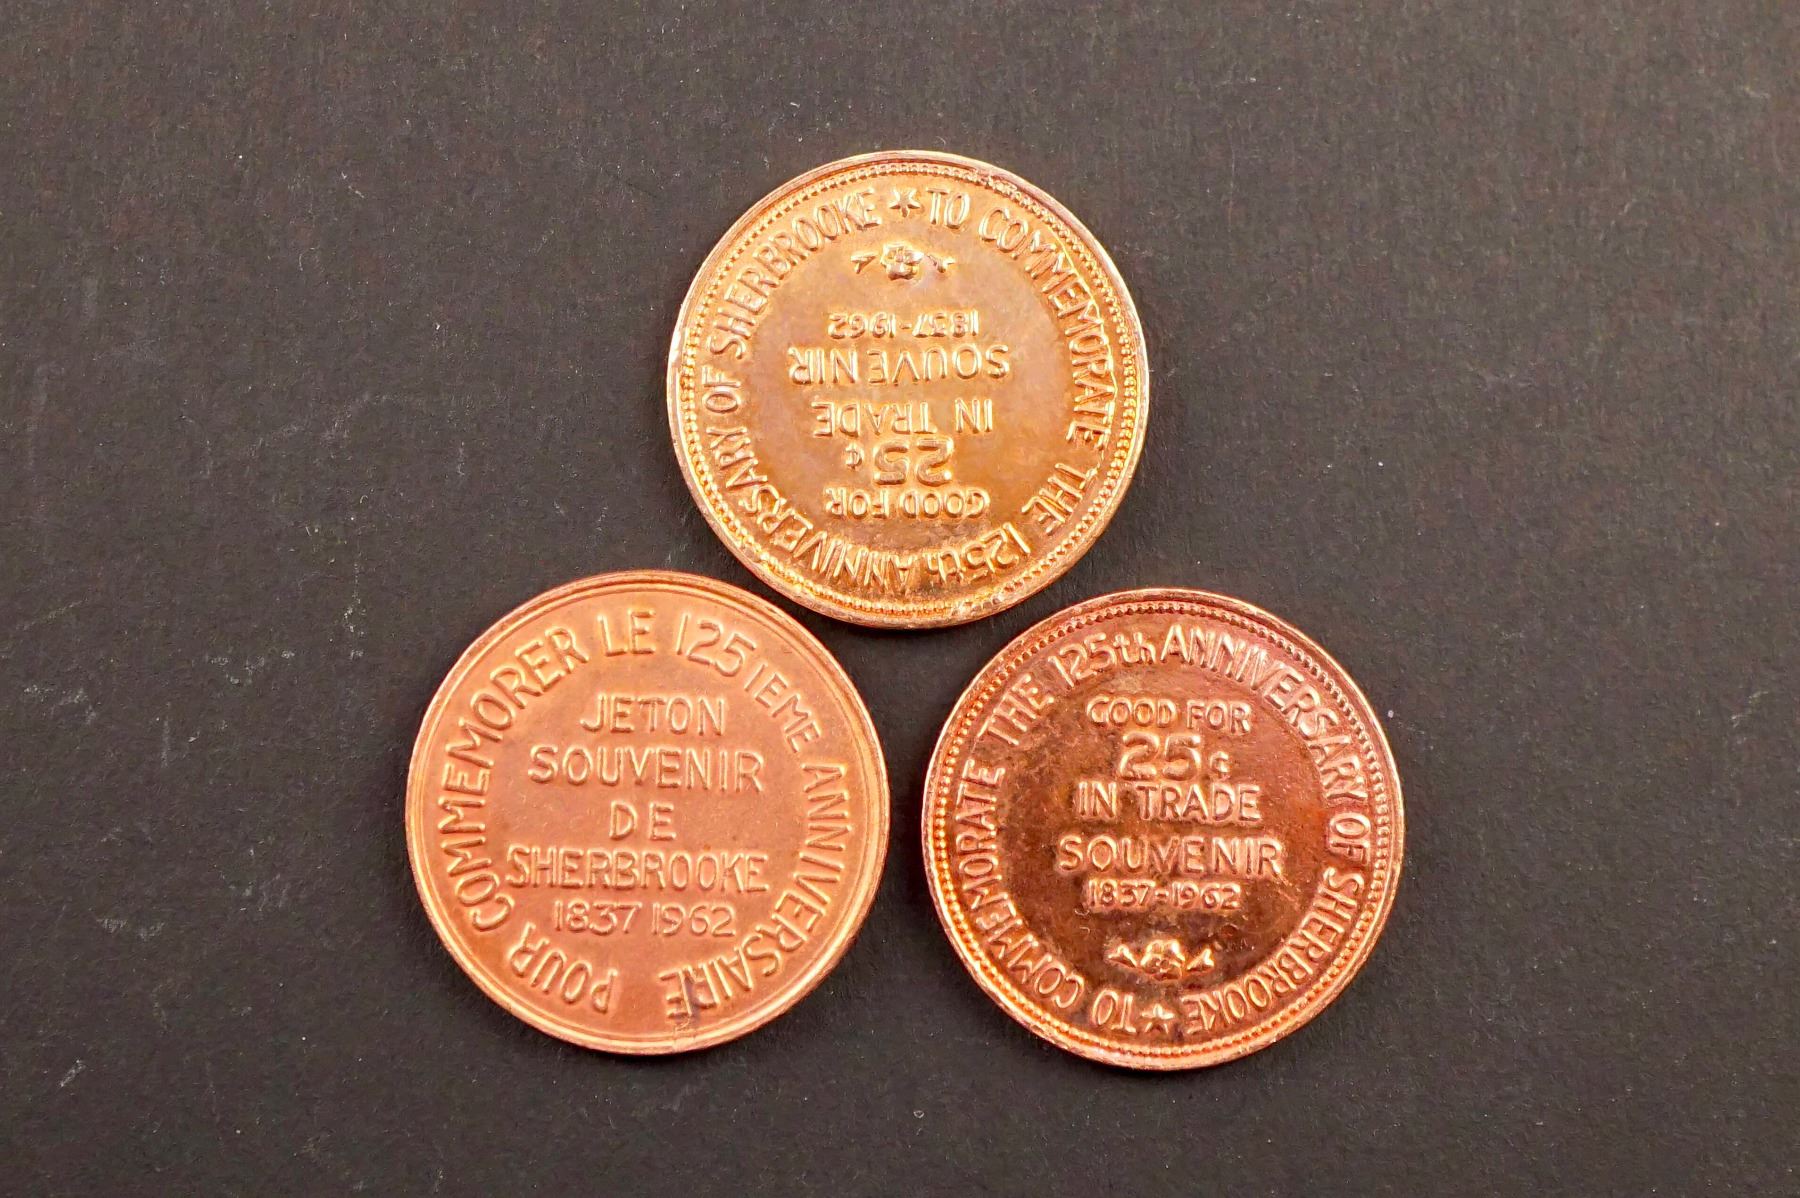 TO COMMEMORATE THE 125th ANNIVERSARY OF SHERBROOKE
GOOD FOR
25¢
IN TRADE
SOUVENIR
1837-1962
POUR COMMEMORER LE 125IEME ANNIVERSAIRE
JETON
SOUVENIR
DE
SHERBROOKE
1837 1962
TO COMMEMORATE THE 125th ANNIVERSARY OF SHERBROOKE
GOOD FOR
25¢
IN TRADE
SOUVENIR
1837-1962